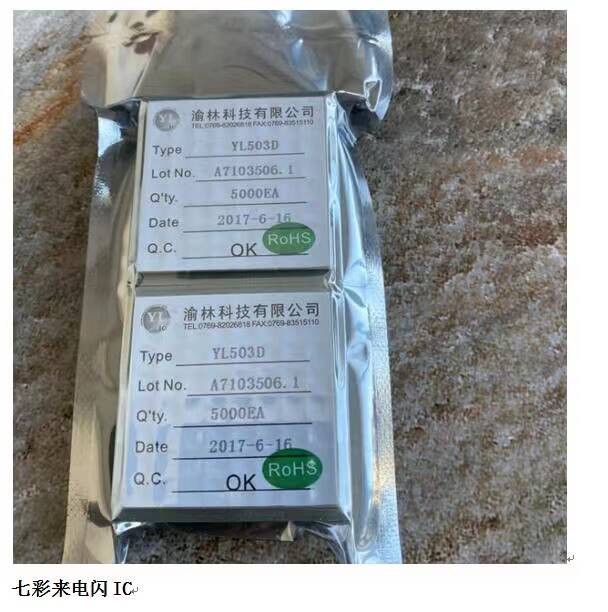 YL
渝林科技有限公司
TEL:0769-82026818 FAX:0769-83515110
Type YL503D
Lot No. A7103506.1
Q'ty. 5000EA
Date 2017-6-16
Q.C. OK RoHS
YL
IC
渝林科技有限公司
TEL:0769-82026818 FAX:0769-83515110
Type YL503D
Lot No. A7103506.1
Q'ty. 5000EA
Date 2017-6-16
Q.C. OK RoHS
七彩来电闪 IC